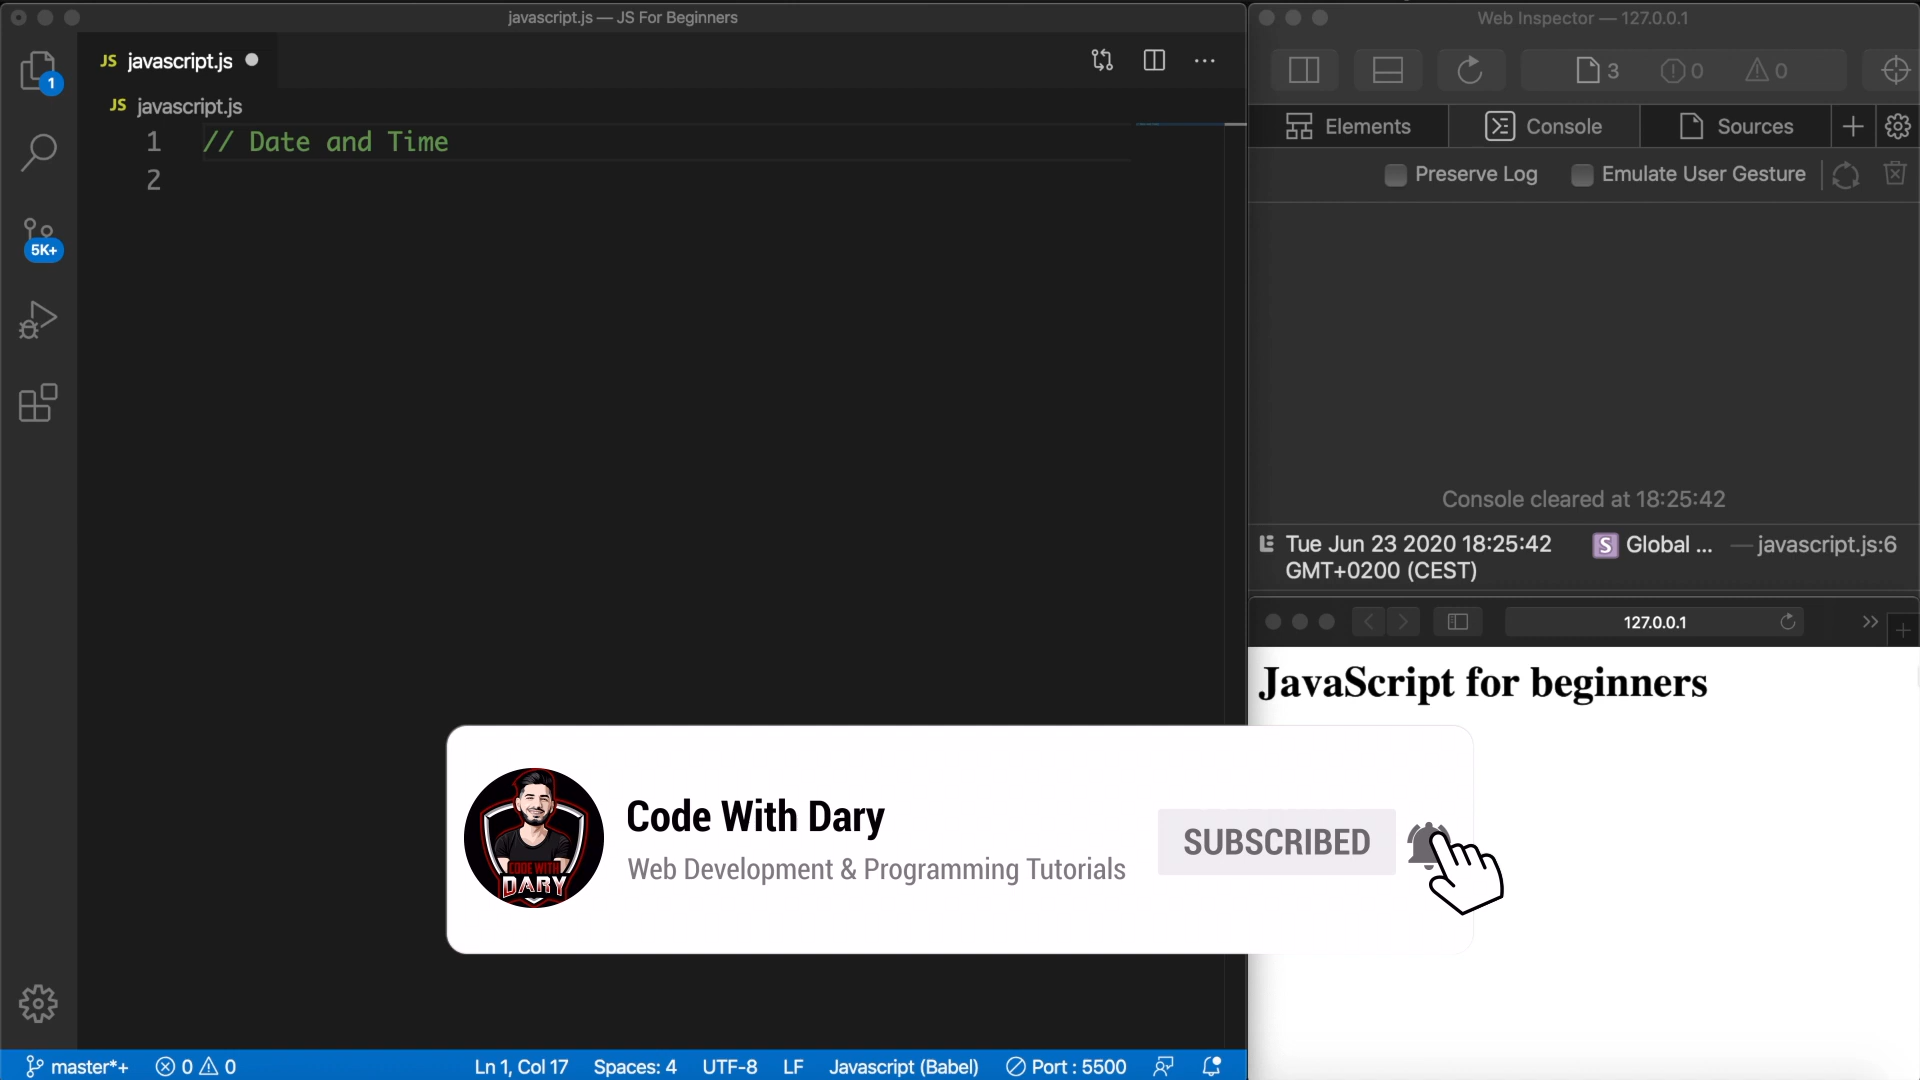 javascript.js — JS For Beginners
JS javascript.js
JS javascript.js
1 // Date and Time
2
1
5K+
Web Inspector — 127.0.0.1
3 0 0
Elements Console Sources
Preserve Log Emulate User Gesture
Console cleared at 18:25:42
Tue Jun 23 2020 18:25:42 S Global ... — javascript.js:6
GMT+0200 (CEST)
127.0.0.1
JavaScript for beginners
Code With Dary
Web Development & Programming Tutorials
SUBSCRIBED
CODE WITH
DARY
master*+ 0 0 Ln 1, Col 17 Spaces: 4 UTF-8 LF Javascript (Babel) Port : 5500